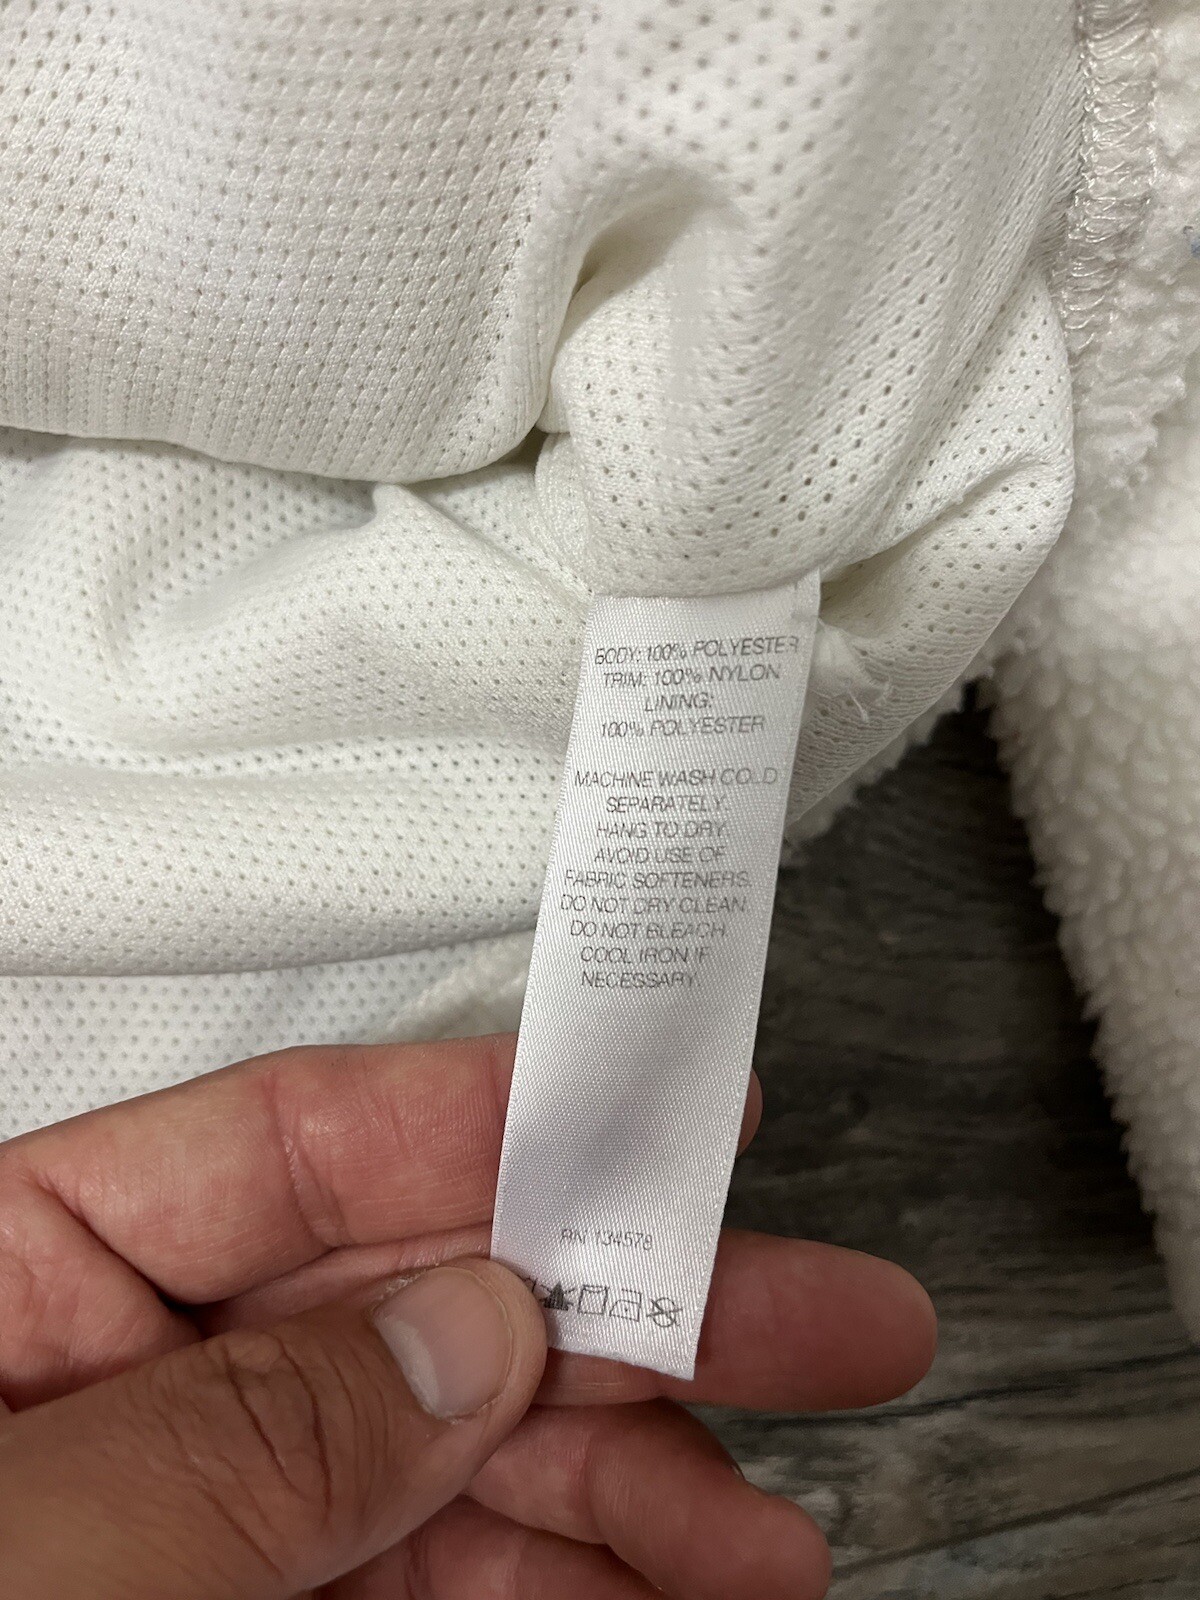 BODY: 100% POLYESTER
TRIM: 100% NYLON
LINING:
100% POLYESTER
MACHINE WASH COLD
SEPARATELY.
HANG TO DRY.
AVOID USE OF
FABRIC SOFTENERS.
DO NOT DRY CLEAN.
DO NOT BLEACH.
COOL IRON IF
NECESSARY.
RN 134578